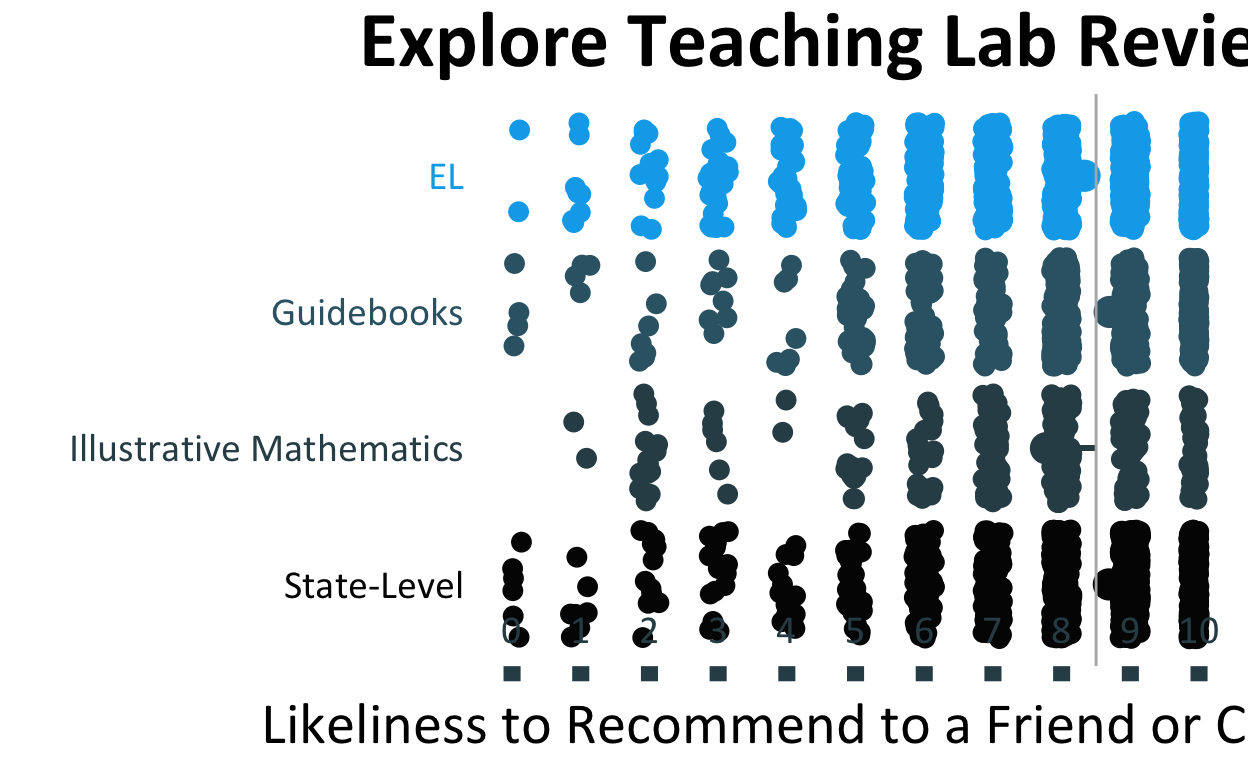 Explore Teaching Lab Revie
EL
Guidebooks
Illustrative Mathematics
State-Level
0 1 2 3 4 5 6 7 8 9 10
Likeliness to Recommend to a Friend or C